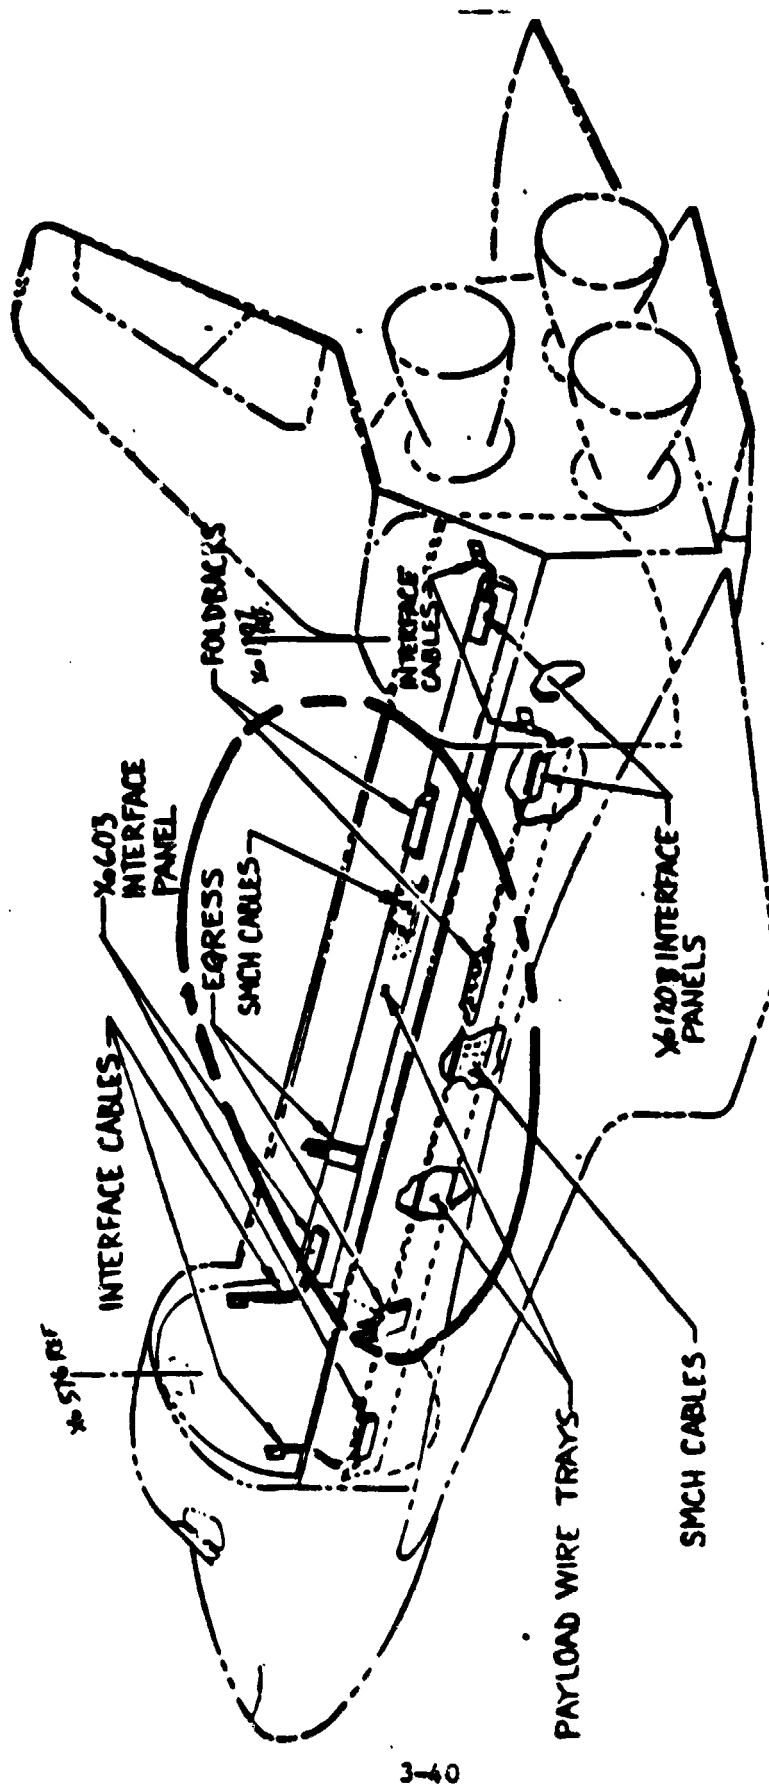 INTERFACE CABLES
X₀603
INTERFACE
PANEL
FOLDBACKS
EGRESS
SMCH CABLES
X₀576 REF
INTERFACE
CABLES
X₀1203 INTERFACE
PANELS
PAYLOAD WIRE TRAYS
SMCH CABLES
3-40